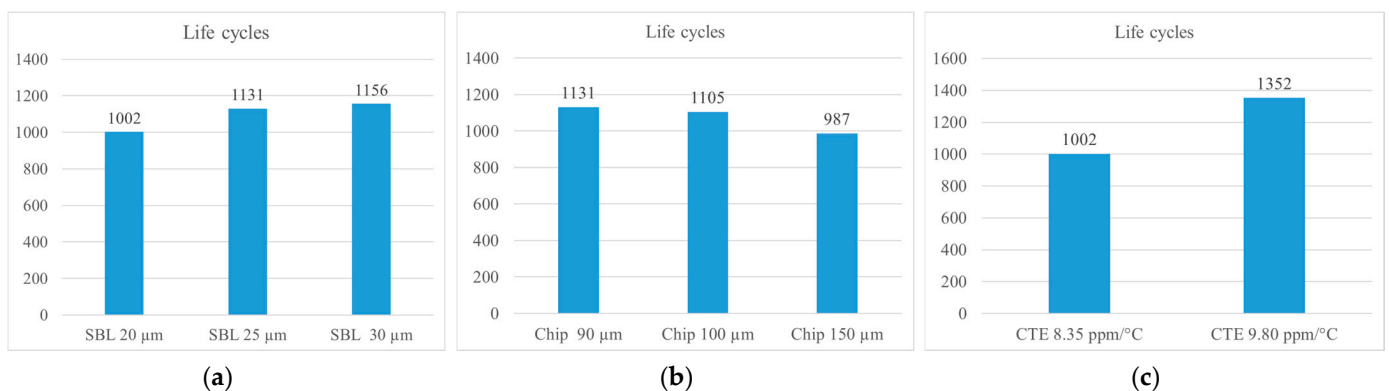 Life cycles
1400
1200
1000
800
600
400
200
0
1002
1131
1156
SBL 20 µm
SBL 25 µm
SBL 30 µm
(a)
Life cycles
1400
1200
1000
800
600
400
200
0
1131
1105
987
Chip 90 µm
Chip 100 µm
Chip 150 µm
(b)
Life cycles
1600
1400
1200
1000
800
600
400
200
0
1002
1352
CTE 8.35 ppm/°C
CTE 9.80 ppm/°C
(c)